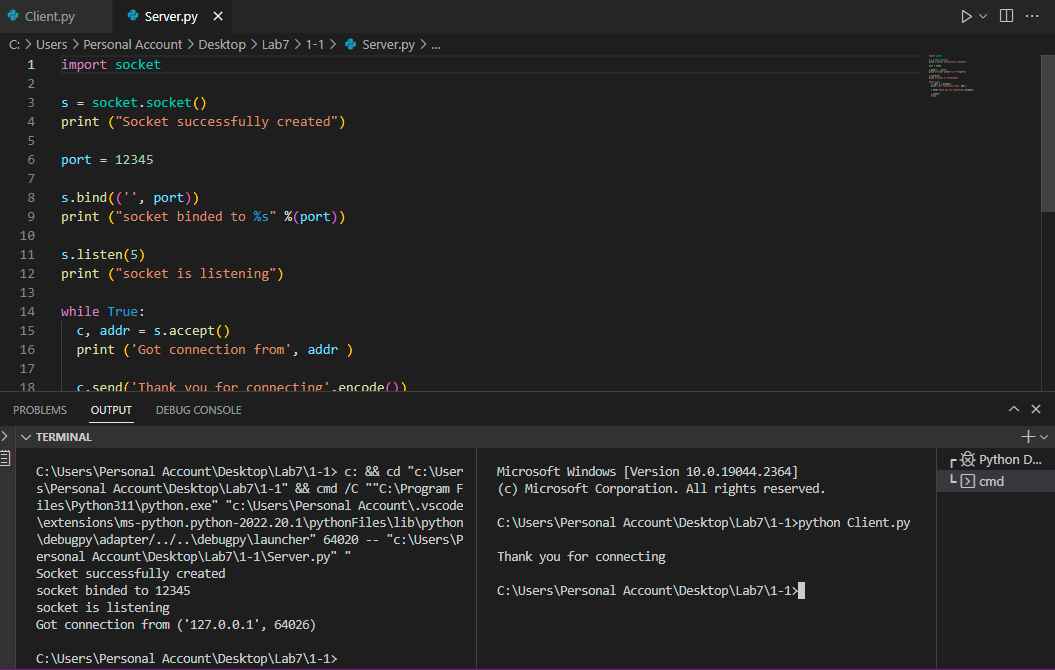 Client.py
Server.py
C: > Users > Personal Account > Desktop > Lab7 > 1-1 > Server.py > ...
1 import socket
2
3 s = socket.socket()
4 print ("Socket successfully created")
5
6 port = 12345
7
8 s.bind(('', port))
9 print ("socket binded to %s" %(port))
10
11 s.listen(5)
12 print ("socket is listening")
13
14 while True:
15 c, addr = s.accept()
16 print ('Got connection from', addr )
17
18 c.send('Thank you for connecting'.encode())
PROBLEMS OUTPUT DEBUG CONSOLE
TERMINAL
C:\Users\Personal Account\Desktop\Lab7\1-1> c: && cd "c:\User
s\Personal Account\Desktop\Lab7\1-1" && cmd /C ""C:\Program F
iles\Python311\python.exe" "c:\Users\Personal Account\.vscode
\extensions\ms-python.python-2022.20.1\pythonFiles\lib\python
\debugpy\adapter/../..\debugpy\launcher" 64020 -- "c:\Users\P
ersonal Account\Desktop\Lab7\1-1\Server.py" "
Socket successfully created
socket binded to 12345
socket is listening
Got connection from ('127.0.0.1', 64026)
C:\Users\Personal Account\Desktop\Lab7\1-1>
Microsoft Windows [Version 10.0.19044.2364]
(c) Microsoft Corporation. All rights reserved.
C:\Users\Personal Account\Desktop\Lab7\1-1>python Client.py
Thank you for connecting
C:\Users\Personal Account\Desktop\Lab7\1-1>
Python D...
cmd